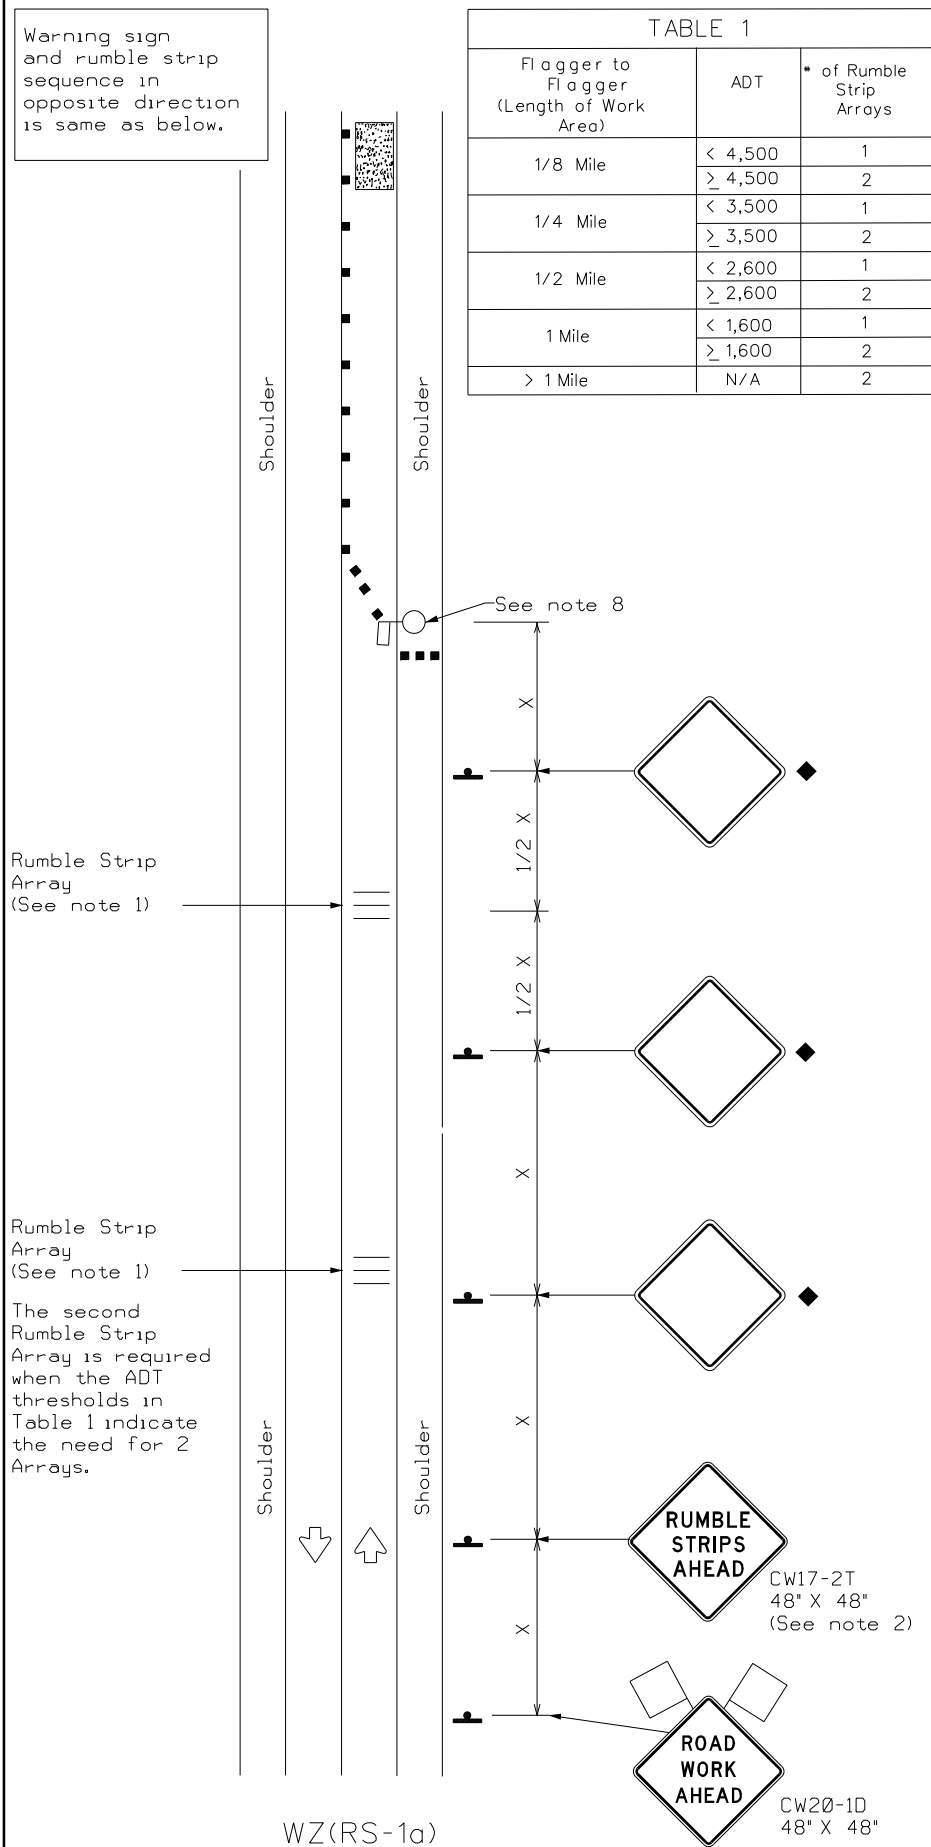 Warning sign
and rumble strip
sequence in
opposite direction
is same as below.
TABLE 1
Flagger to
Flagger
(Length of Work
Area)
ADT
* of Rumble
Strip
Arrays
1/8 Mile
< 4,500
1
≥ 4,500
2
1/4 Mile
< 3,500
1
≥ 3,500
2
1/2 Mile
< 2,600
1
≥ 2,600
2
1 Mile
< 1,600
1
≥ 1,600
2
> 1 Mile
N/A
2
Shoulder
Shoulder
See note 8
X
1/2 X
Rumble Strip
Array
(See note 1)
1/2 X
X
Rumble Strip
Array
(See note 1)
The second
Rumble Strip
Array is required
when the ADT
thresholds in
Table 1 indicate
the need for 2
Arrays.
Shoulder
Shoulder
X
RUMBLE
STRIPS
AHEAD
CW17-2T
48" X 48"
(See note 2)
X
ROAD
WORK
AHEAD
CW20-1D
48" X 48"
WZ(RS-1a)